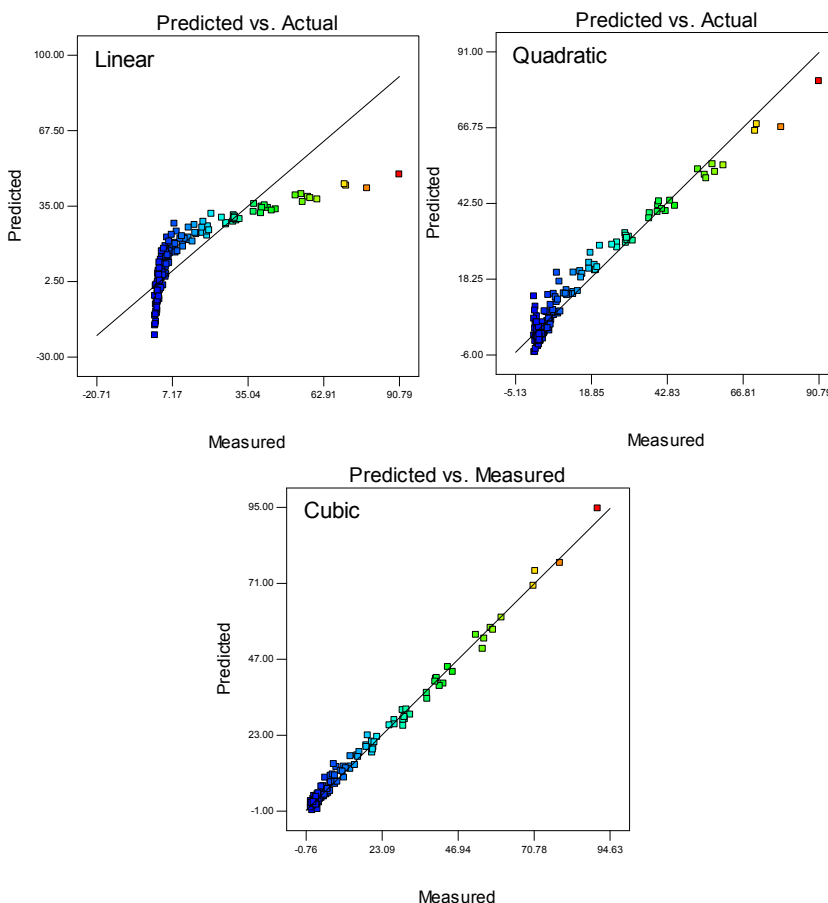 Predicted vs. Actual
Linear
100.00
67.50
35.00
2.50
-30.00
Predicted
-20.71 7.17 35.04 62.91 90.79
Measured
Predicted vs. Actual
Quadratic
91.00
66.75
42.50
18.25
-6.00
Predicted
-5.13 18.85 42.83 66.81 90.79
Measured
Predicted vs. Measured
Cubic
95.00
71.00
47.00
23.00
-1.00
Predicted
-0.76 23.09 46.94 70.78 94.63
Measured